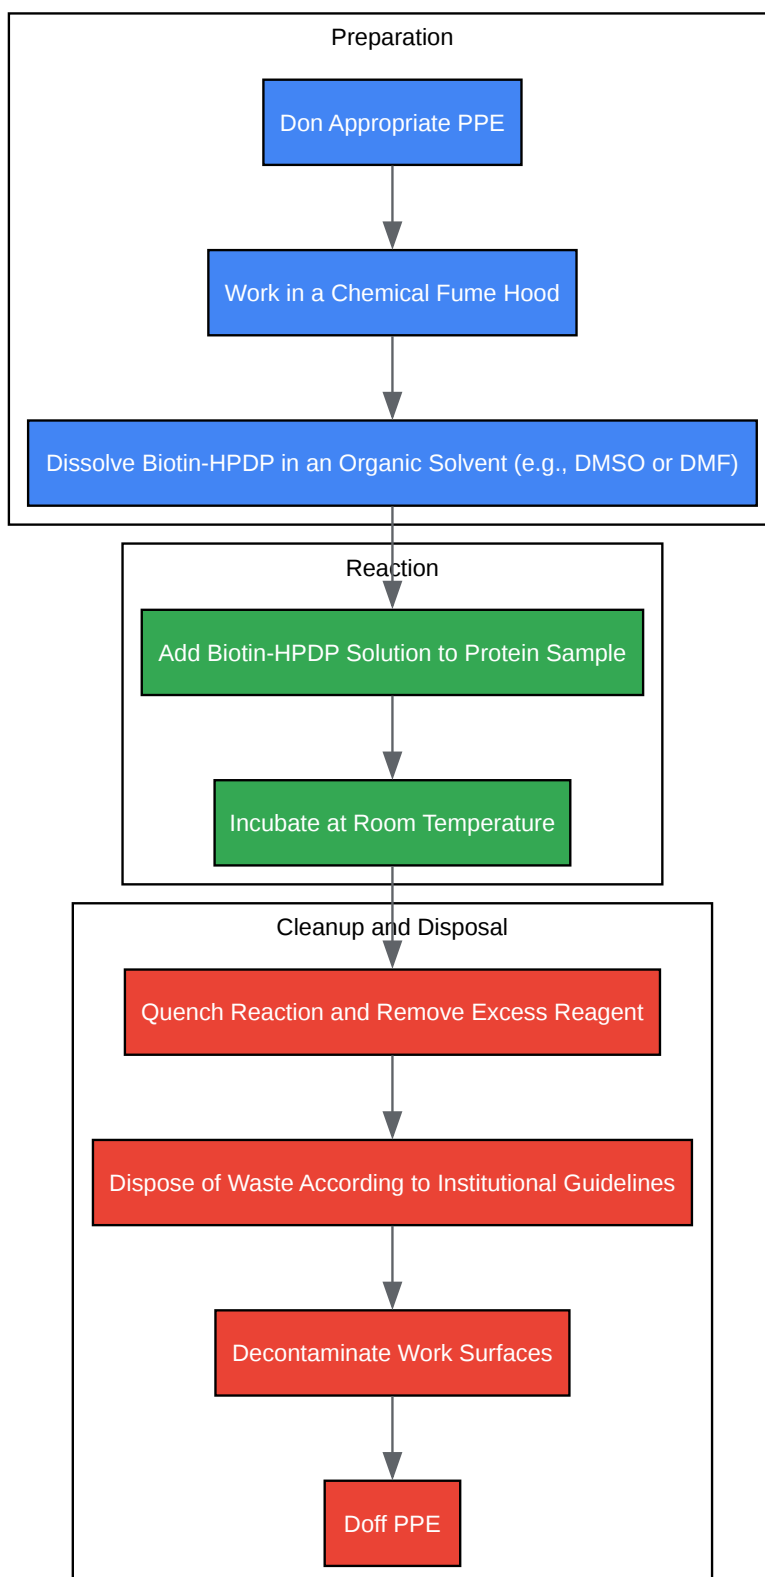 Preparation
Don Appropriate PPE
Work in a Chemical Fume Hood
Dissolve Biotin-HPDP in an Organic Solvent (e.g., DMSO or DMF)
Reaction
Add Biotin-HPDP Solution to Protein Sample
Incubate at Room Temperature
Cleanup and Disposal
Quench Reaction and Remove Excess Reagent
Dispose of Waste According to Institutional Guidelines
Decontaminate Work Surfaces
Doff PPE